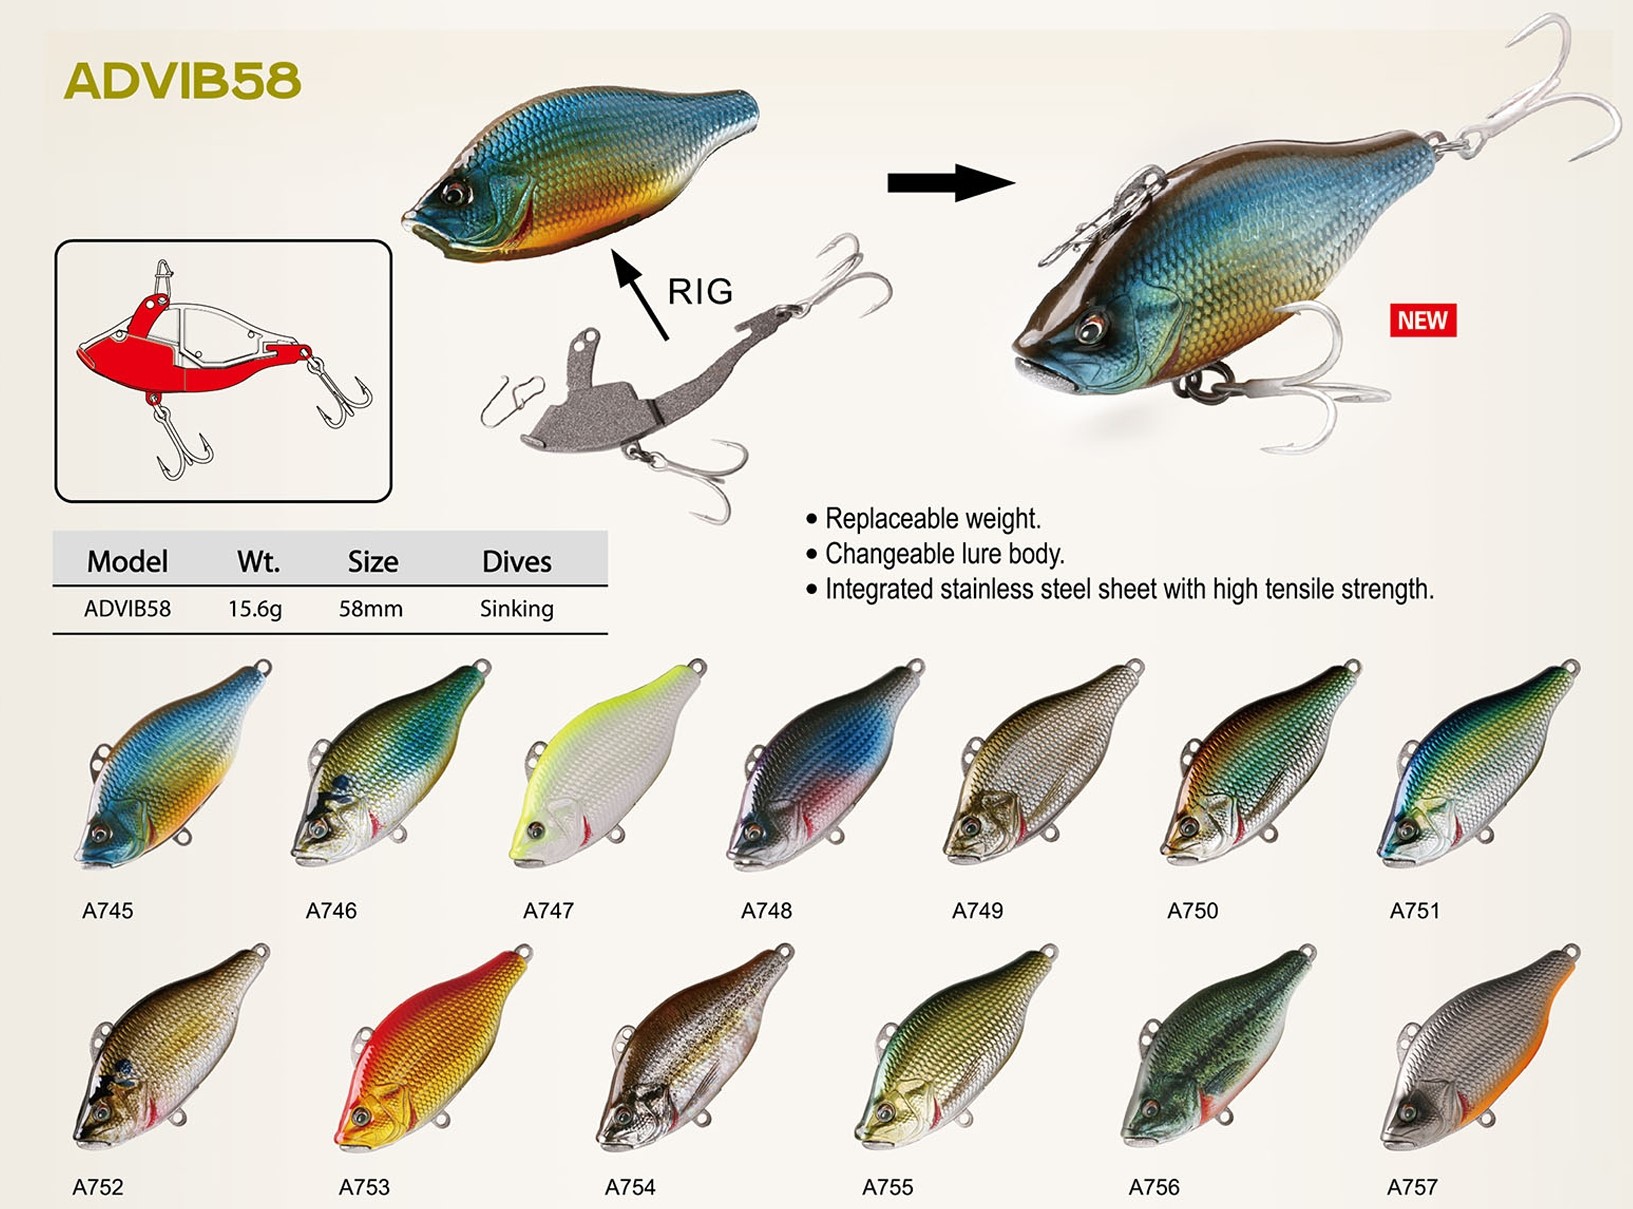 ADVIB58
RIG
NEW
• Replaceable weight.
• Changeable lure body.
• Integrated stainless steel sheet with high tensile strength.
Model Wt. Size Dives
ADVIB58 15.6g 58mm Sinking
A745 A746 A747 A748 A749 A750 A751
A752 A753 A754 A755 A756 A757